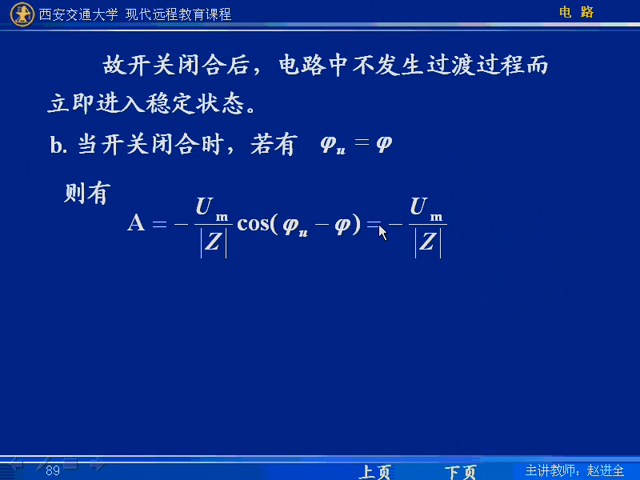 西安交通大学 现代远程教育课程
电 路
故开关闭合后，电路中不发生过渡过程而
立即进入稳定状态。
b. 当开关闭合时，若有 φu = φ
则有
A = − Um/|Z| cos( φu − φ ) = − Um/|Z|
89 上页 下页 主讲教师：赵进全